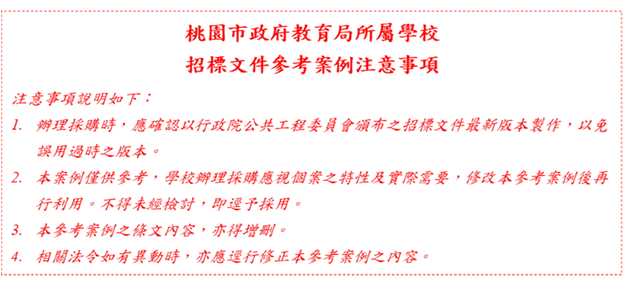 桃園市政府教育局所屬學校
招標文件參考案例注意事項
注意事項說明如下：
1. 辦理採購時，應確認以行政院公共工程委員會頒布之招標文件最新版本製作，以免
誤用過時之版本。
2. 本案例僅供參考，學校辦理採購應視個案之特性及實際需要，修改本參考案例後再
行利用。不得未經檢討，即逕予採用。
3. 本參考案例之條文內容，亦得增刪。
4. 相關法令如有異動時，亦應逕行修正本參考案例之內容。